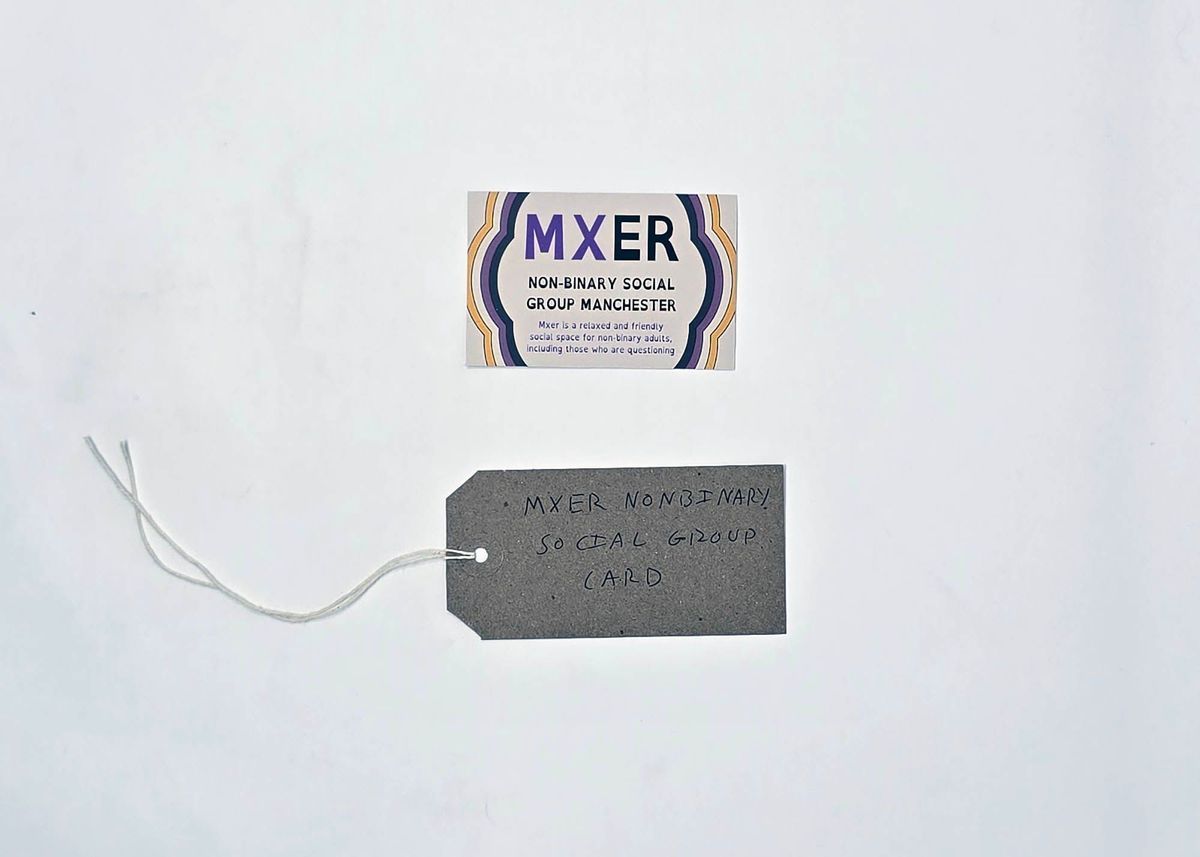 MXER
NON-BINARY SOCIAL
GROUP MANCHESTER
Mxer is a relaxed and friendly
social space for non-binary adults,
including those who are questioning
MXER NONBINARY
SOCIAL GROUP
CARD